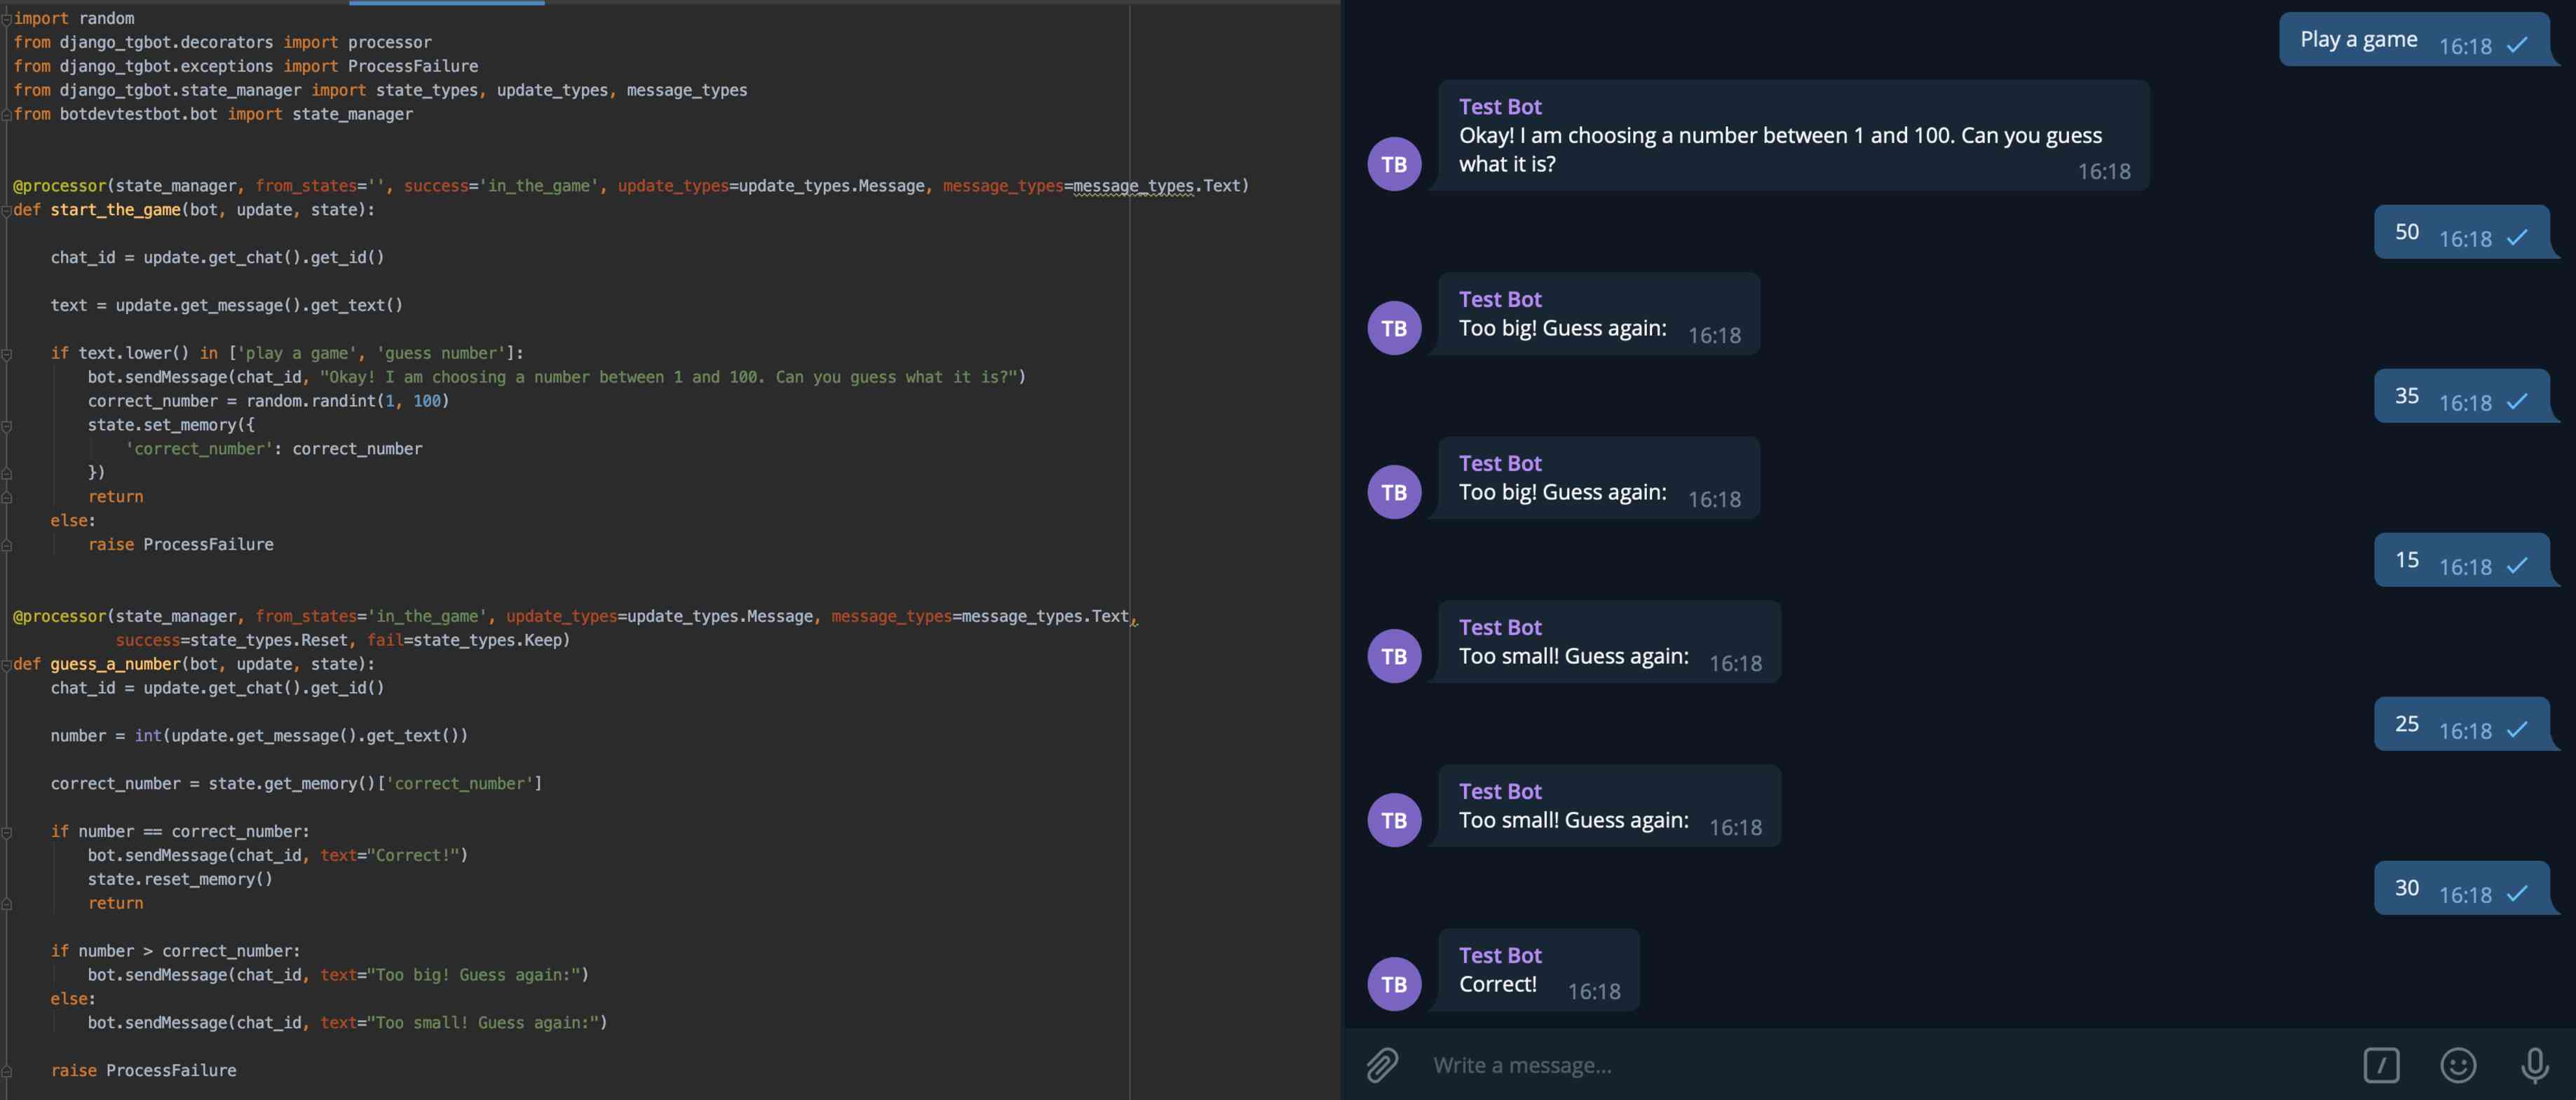 import random
from django_tgbot.decorators import processor
from django_tgbot.exceptions import ProcessFailure
from django_tgbot.state_manager import state_types, update_types, message_types
from botdevtestbot.bot import state_manager
@processor(state_manager, from_states='', success='in_the_game', update_types=update_types.Message, message_types=message_types.Text)
def start_the_game(bot, update, state):
chat_id = update.get_chat().get_id()
text = update.get_message().get_text()
if text.lower() in ['play a game', 'guess number']:
bot.sendMessage(chat_id, "Okay! I am choosing a number between 1 and 100. Can you guess what it is?")
correct_number = random.randint(1, 100)
state.set_memory({
'correct_number': correct_number
})
return
else:
raise ProcessFailure
@processor(state_manager, from_states='in_the_game', update_types=update_types.Message, message_types=message_types.Text,
success=state_types.Reset, fail=state_types.Keep)
def guess_a_number(bot, update, state):
chat_id = update.get_chat().get_id()
number = int(update.get_message().get_text())
correct_number = state.get_memory()['correct_number']
if number == correct_number:
bot.sendMessage(chat_id, text="Correct!")
state.reset_memory()
return
if number > correct_number:
bot.sendMessage(chat_id, text="Too big! Guess again:")
else:
bot.sendMessage(chat_id, text="Too small! Guess again:")
raise ProcessFailure
Play a game 16:18
Test Bot
Okay! I am choosing a number between 1 and 100. Can you guess
TB what it is? 16:18
50 16:18
Test Bot
TB Too big! Guess again: 16:18
35 16:18
Test Bot
TB Too big! Guess again: 16:18
15 16:18
Test Bot
TB Too small! Guess again: 16:18
25 16:18
Test Bot
TB Too small! Guess again: 16:18
30 16:18
Test Bot
TB Correct! 16:18
Write a message...